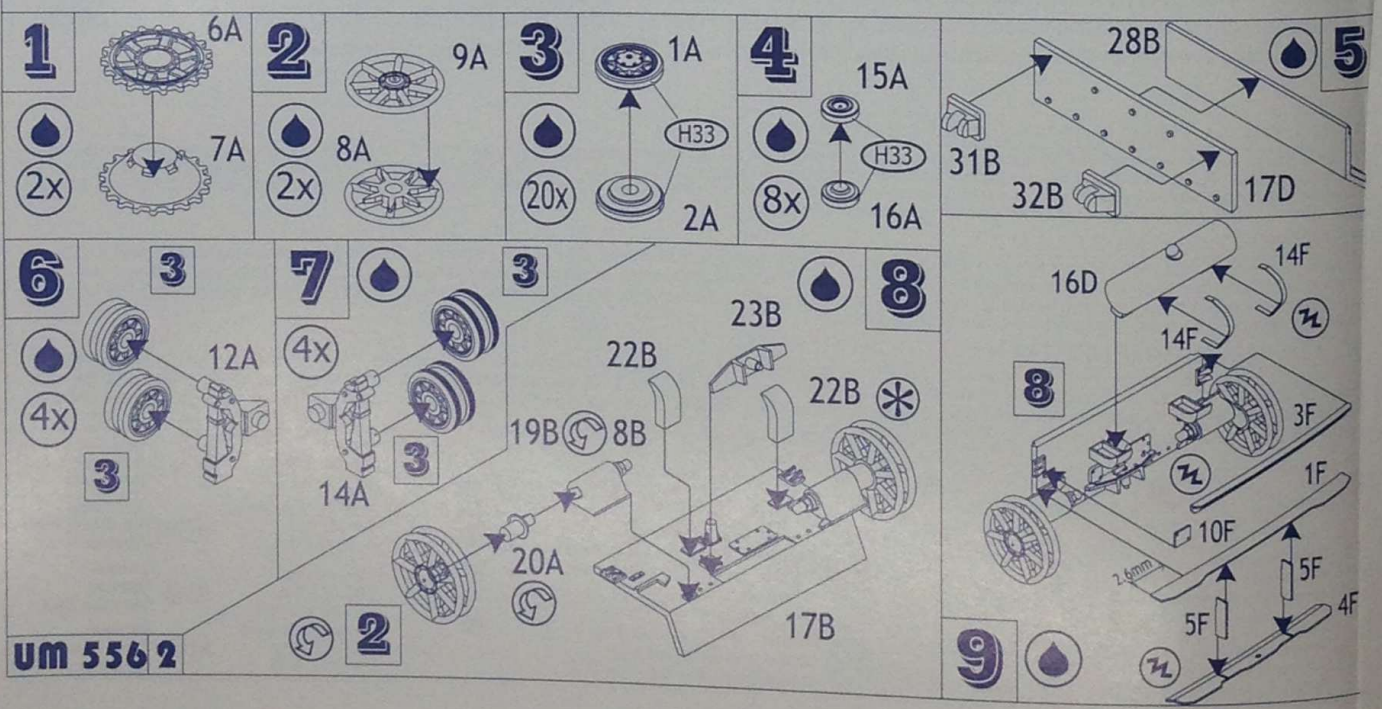 1
6A
7A
2x
2
9A
8A
2x
3
1A
H33
20x
2A
4
15A
H33
8x
16A
5
28B
31B
32B
17D
6
3
12A
4x
3
7
3
4x
3
14A
8
23B
22B
22B
19B
8B
20A
2
17B
16D
14F
14F
8
3F
1F
10F
2.6mm
5F
5F
4F
9
UM 556 2